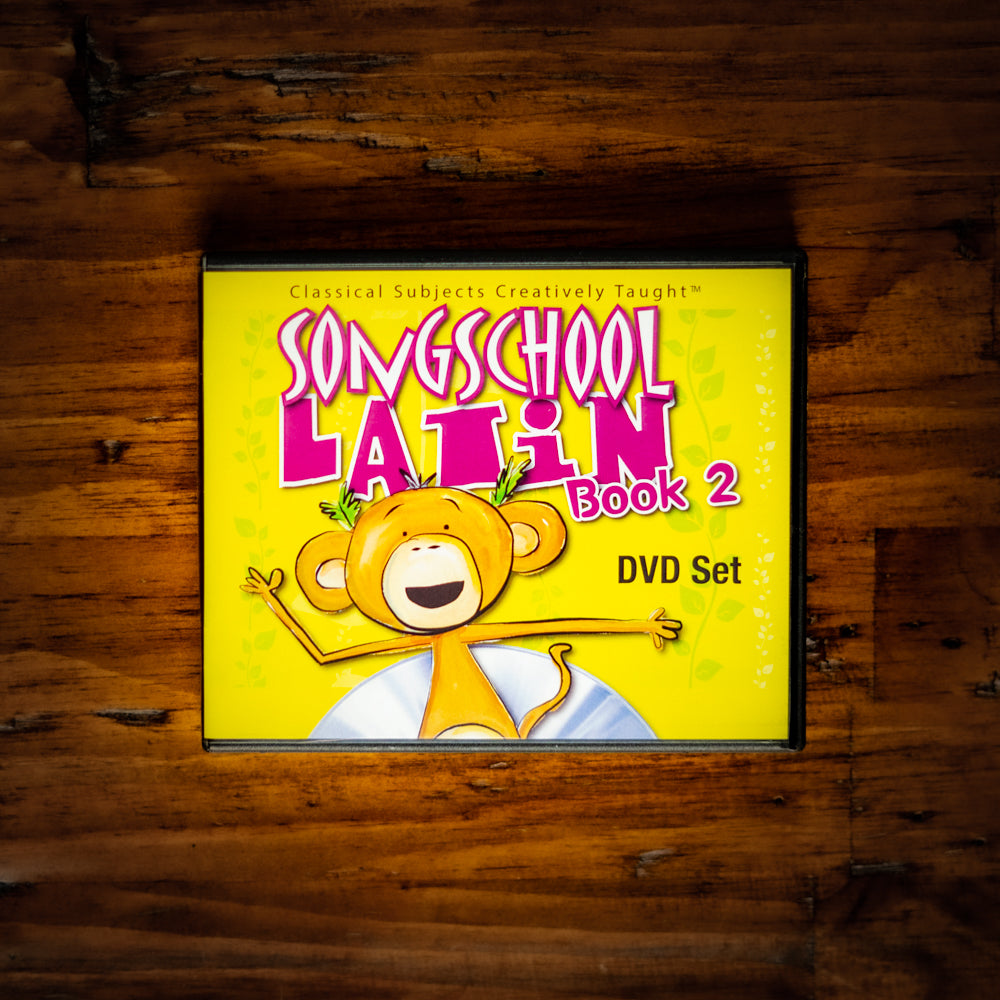 Classical Subjects Creatively Taught™
SONGSCHOOL
LATiN
Book 2
DVD Set